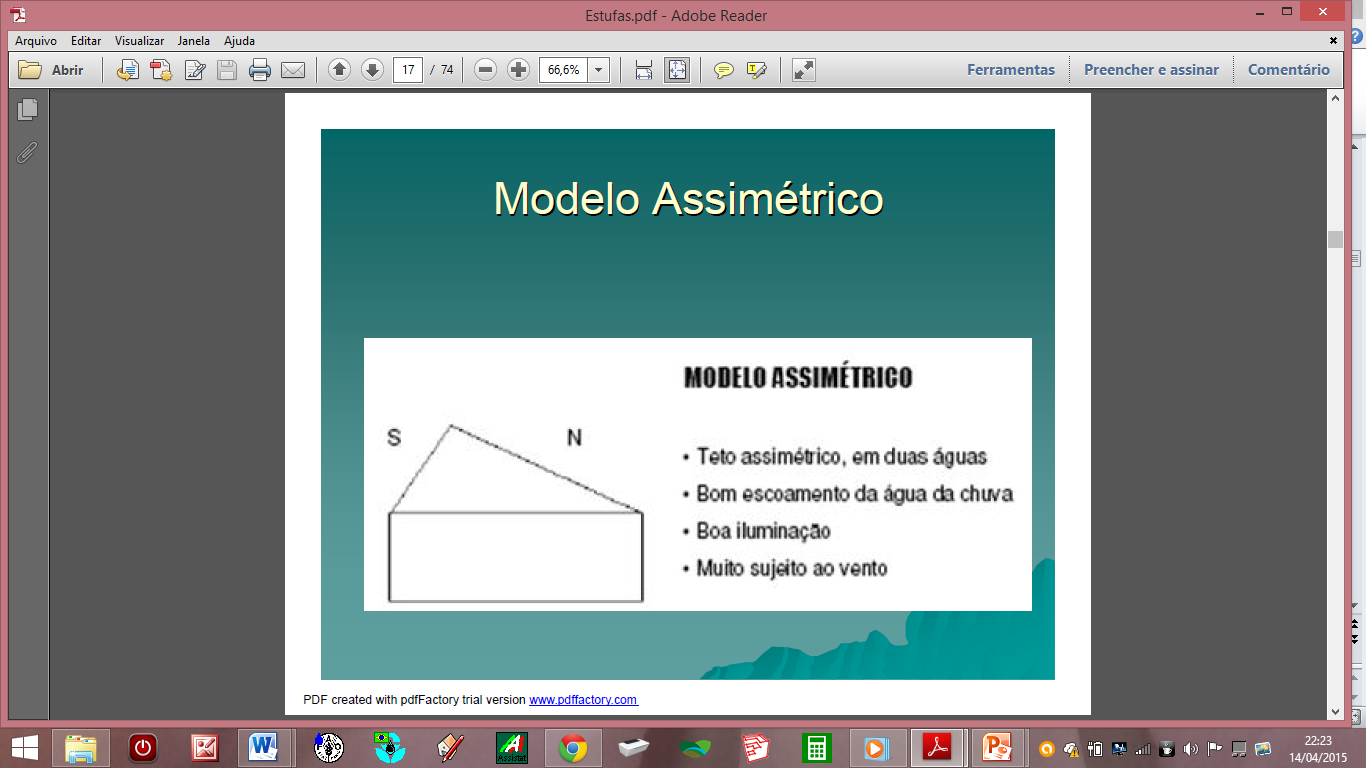 Estufas.pdf - Adobe Reader
Arquivo Editar Visualizar Janela Ajuda
Abrir 17 / 74 66,6% Ferramentas Preencher e assinar Comentário
Modelo Assimétrico
MODELO ASSIMÉTRICO
S N
• Teto assimétrico, em duas águas
• Bom escoamento da água da chuva
• Boa iluminação
• Muito sujeito ao vento
PDF created with pdfFactory trial version www.pdffactory.com
Assistat
22:23
14/04/2015